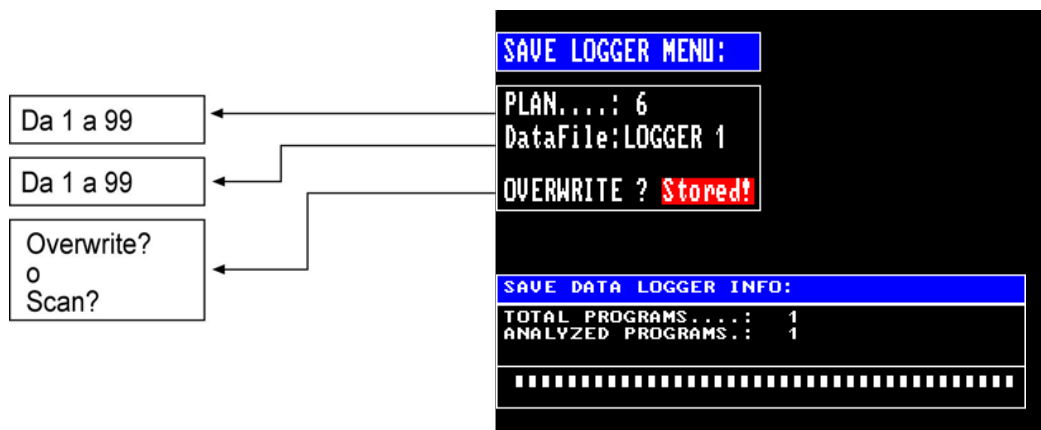 SAVE LOGGER MENU:
Da 1 a 99
PLAN....: 6
DataFile:LOGGER 1
Da 1 a 99
OVERWRITE ? Stored!
Overwrite?
o
Scan?
SAVE DATA LOGGER INFO:
TOTAL PROGRAMS....: 1
ANALYZED PROGRAMS.: 1